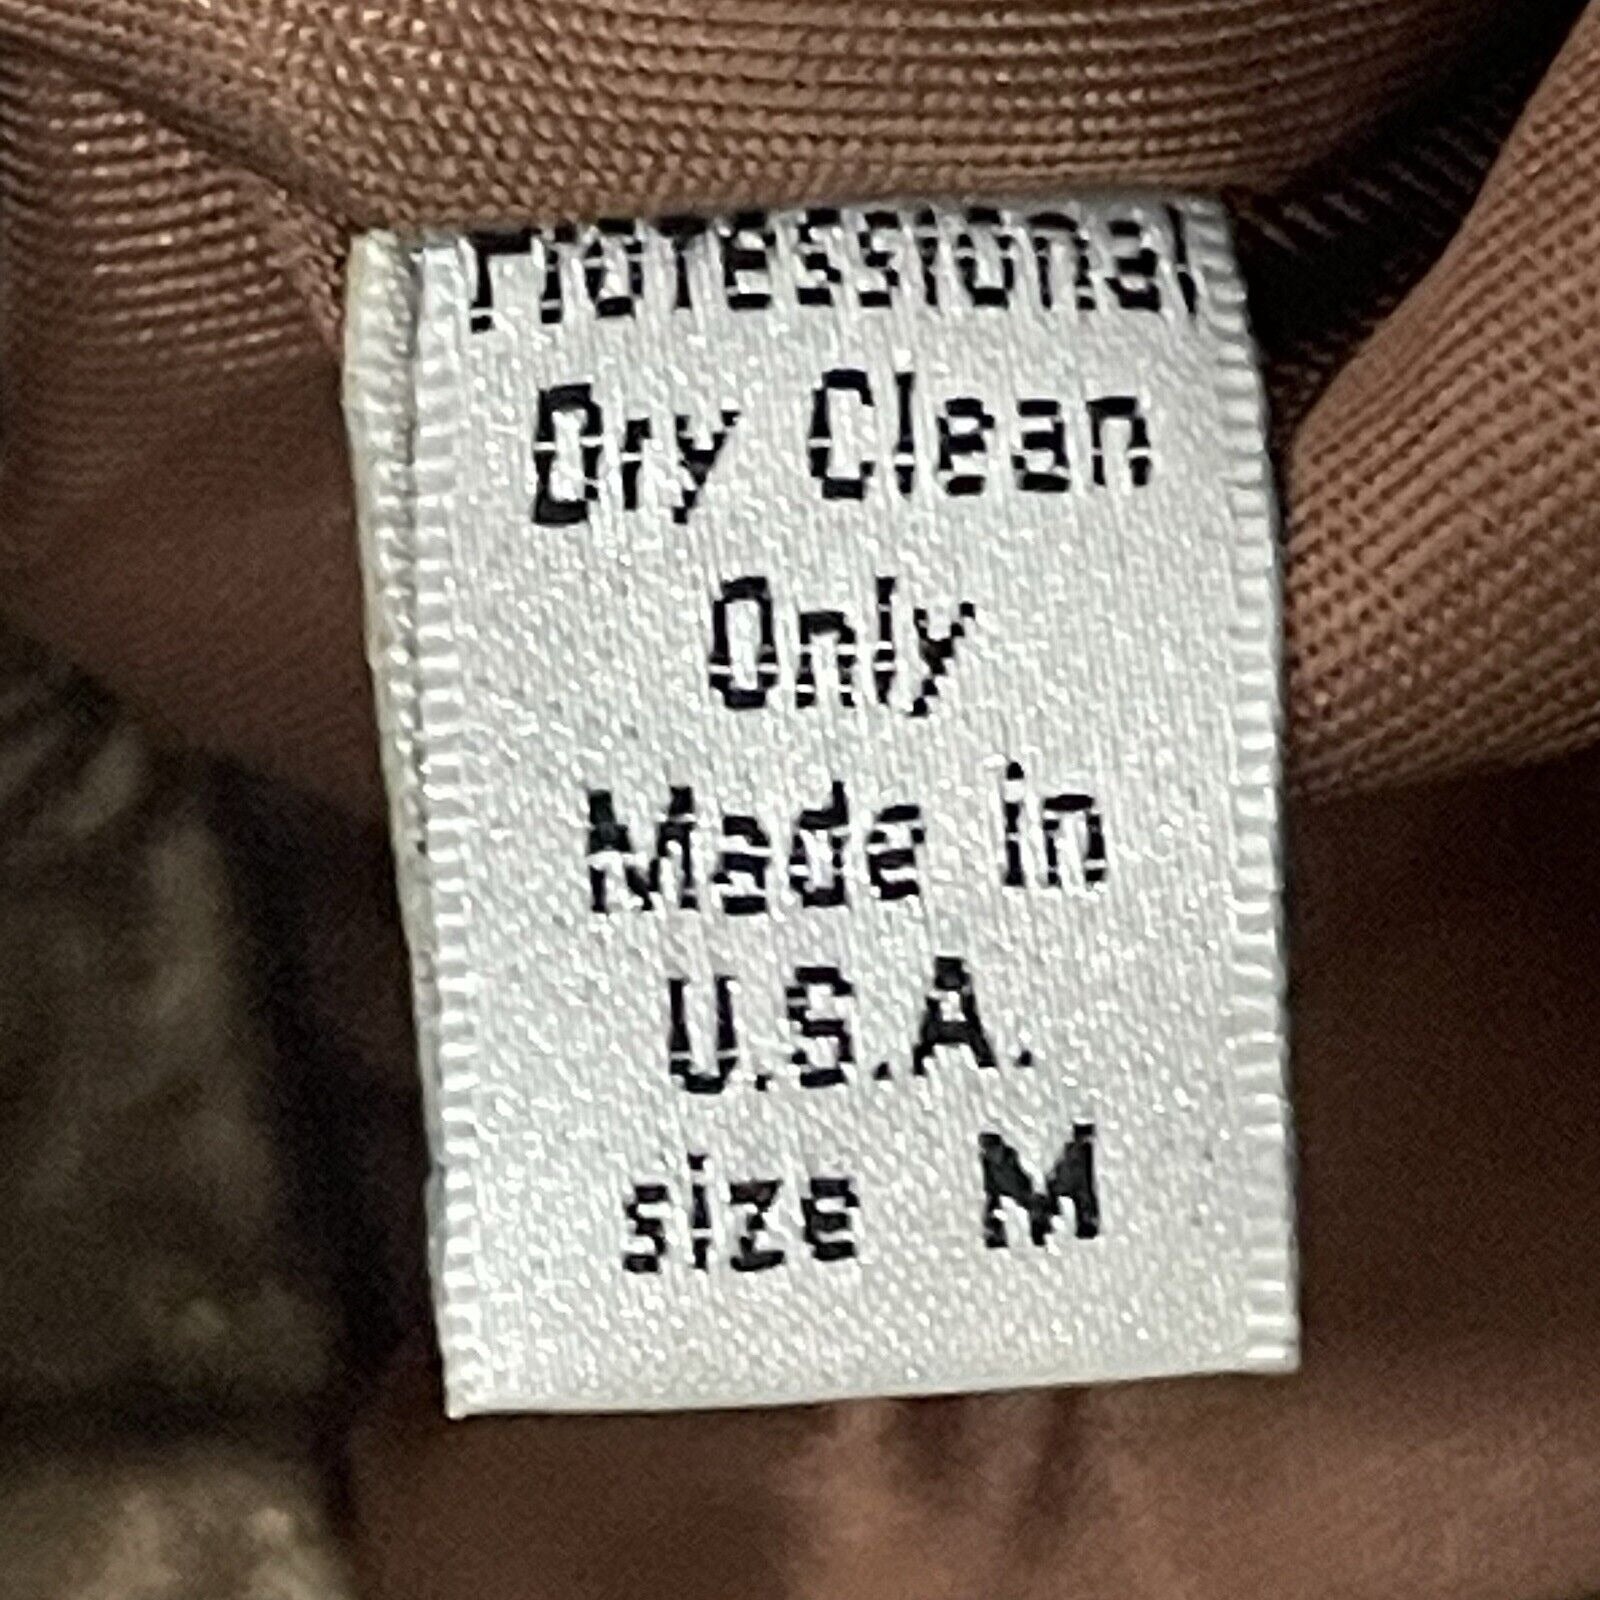 Professional
Dry Clean
Only
Made in
U.S.A.
size M